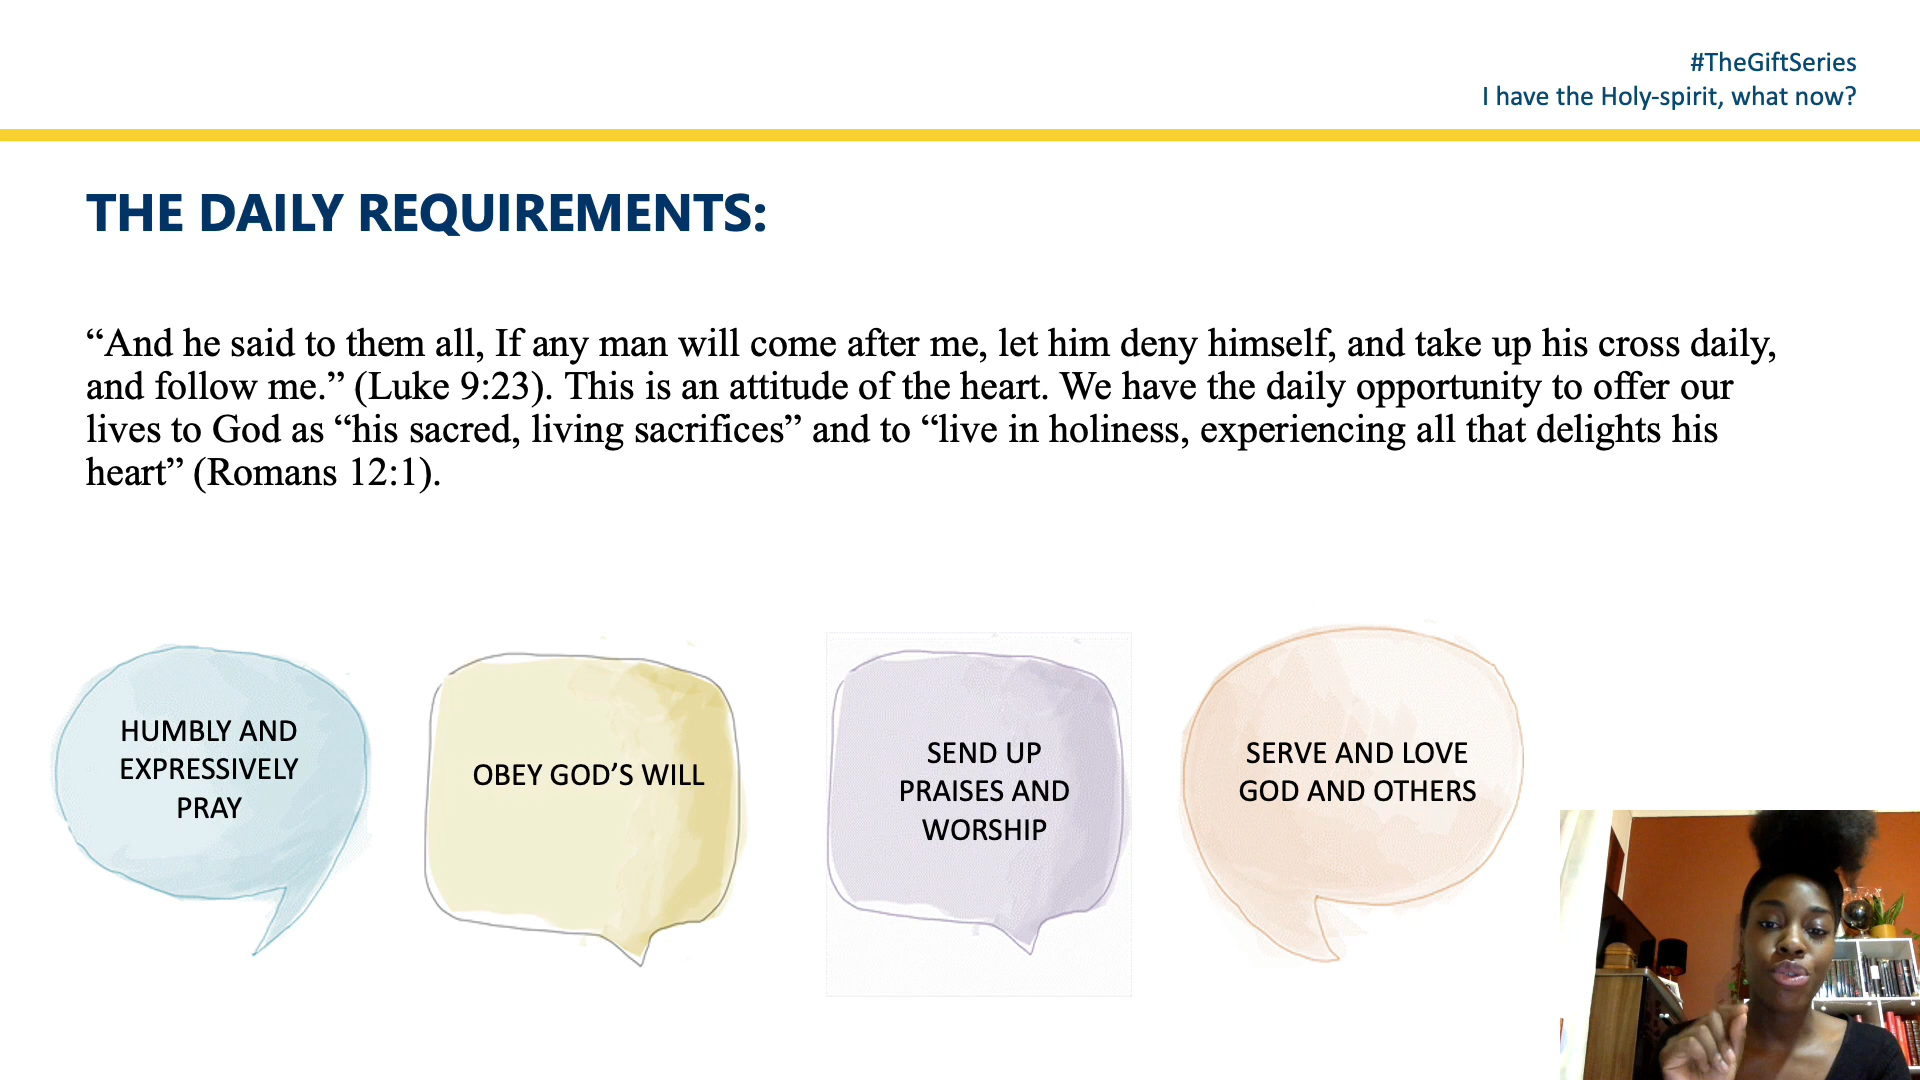 #TheGiftSeries
I have the Holy-spirit, what now?
THE DAILY REQUIREMENTS:
“And he said to them all, If any man will come after me, let him deny himself, and take up his cross daily,
and follow me.” (Luke 9:23). This is an attitude of the heart. We have the daily opportunity to offer our
lives to God as “his sacred, living sacrifices” and to “live in holiness, experiencing all that delights his
heart” (Romans 12:1).
HUMBLY AND
EXPRESSIVELY
PRAY
OBEY GOD’S WILL
SEND UP
PRAISES AND
WORSHIP
SERVE AND LOVE
GOD AND OTHERS